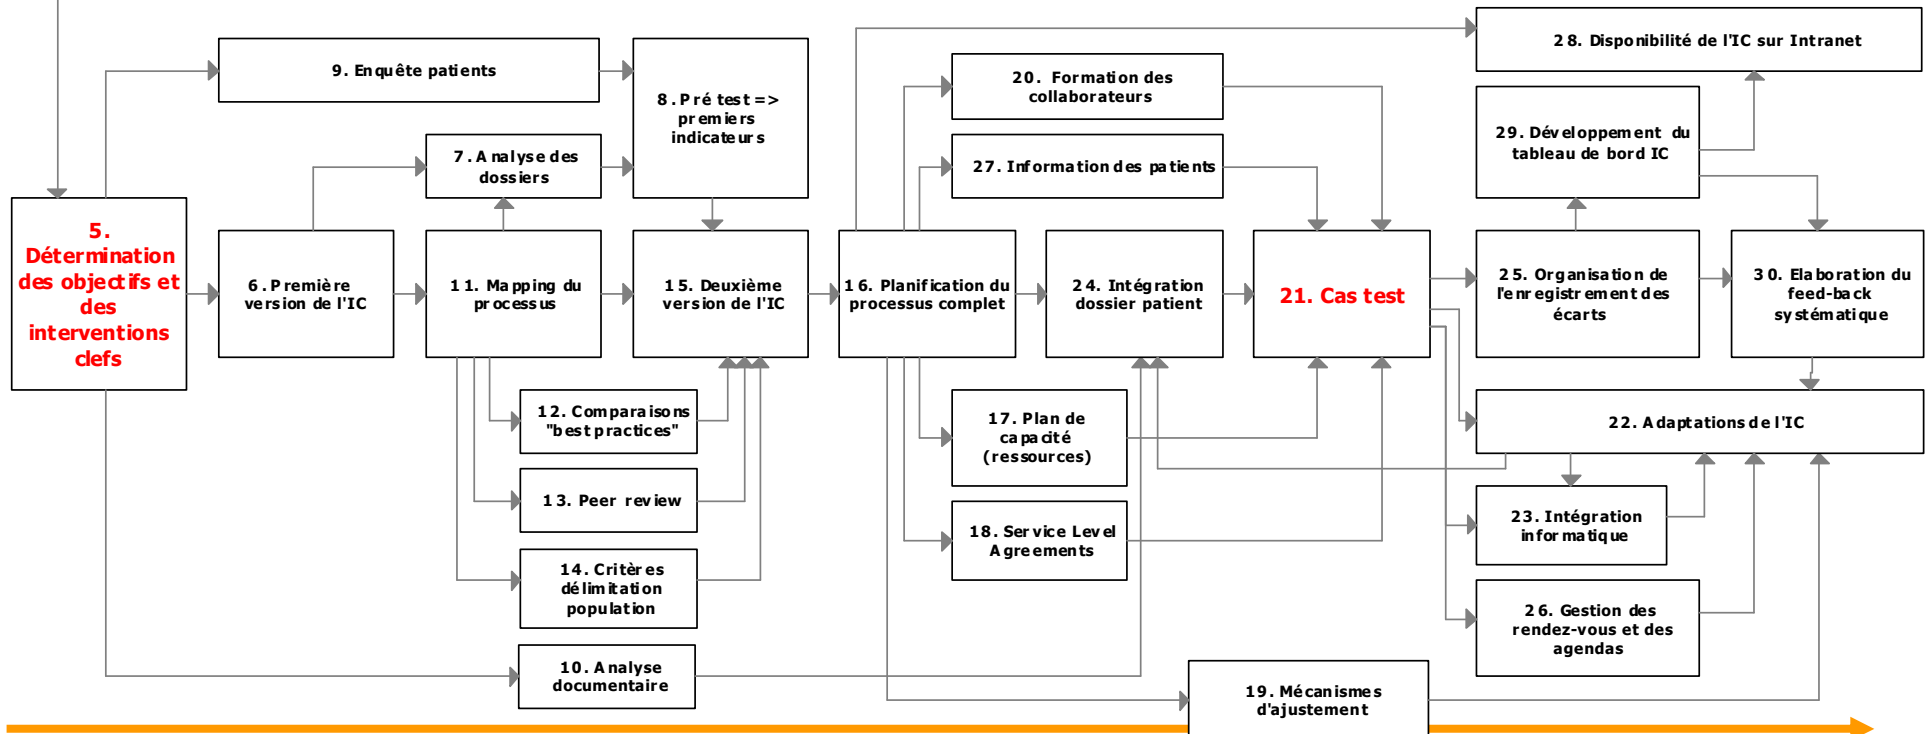 28. Disponibilité de l'IC sur Intranet
9. Enquête patients
8. Pré test =>
premiers
indicateurs
20. Formation des
collaborateurs
29. Développement du
tableau de bord IC
7. Analyse des
dossiers
27. Information des patients
5.
Détermination
des objectifs et
des
interventions
clefs
6. Première
version de l'IC
11. Mapping du
processus
15. Deuxième
version de l'IC
16. Planification du
processus complet
24. Intégration
dossier patient
21. Cas test
25. Organisation de
l'enregistrement des
écarts
30. Elaboration du
feed-back
systématique
12. Comparaisons
"best practices"
17. Plan de
capacité
(ressources)
22. Adaptations de l'IC
13. Peer review
18. Service Level
Agreements
23. Intégration
informatique
14. Critères
délimitation
population
26. Gestion des
rendez-vous et des
agendas
10. Analyse
documentaire
19. Mécanismes
d'ajustement